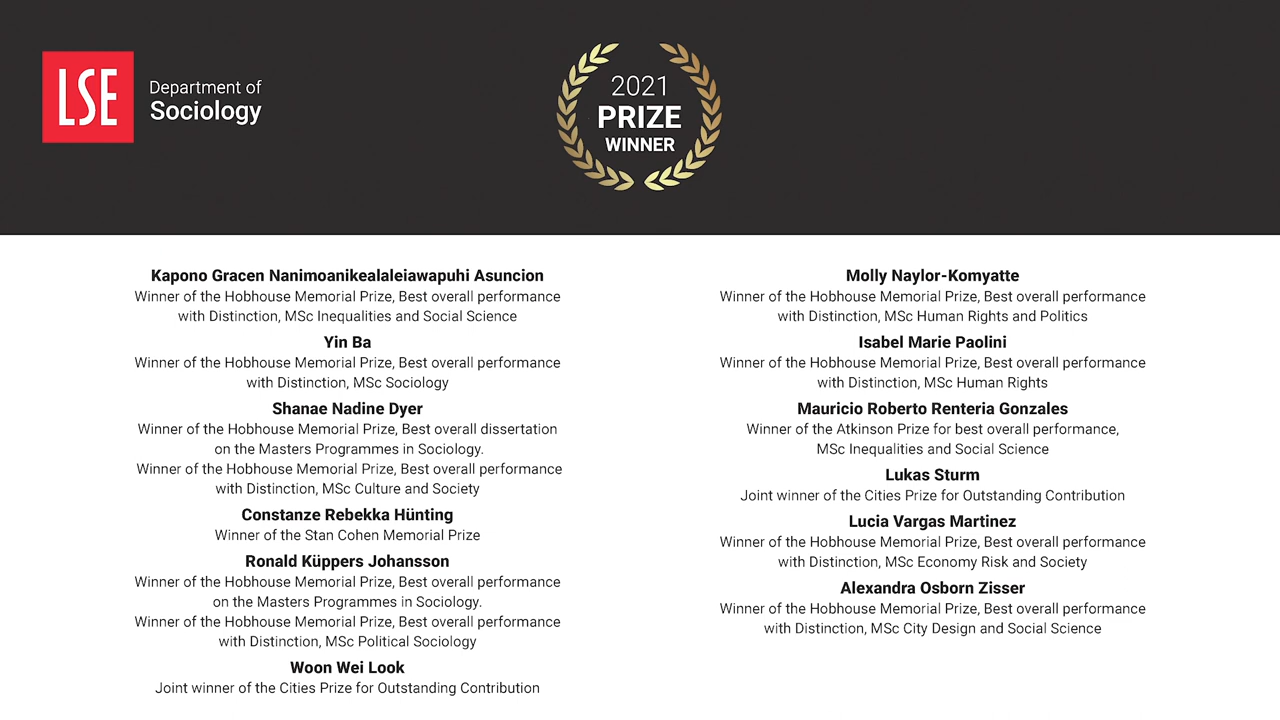 LSE
Department of
Sociology
2021
PRIZE
WINNER
Kapono Gracen Nanimoanikealaleiawapuhi Asuncion
Winner of the Hobhouse Memorial Prize, Best overall performance
with Distinction, MSc Inequalities and Social Science
Yin Ba
Winner of the Hobhouse Memorial Prize, Best overall performance
with Distinction, MSc Sociology
Shanae Nadine Dyer
Winner of the Hobhouse Memorial Prize, Best overall dissertation
on the Masters Programmes in Sociology.
Winner of the Hobhouse Memorial Prize, Best overall performance
with Distinction, MSc Culture and Society
Constanze Rebekka Hünting
Winner of the Stan Cohen Memorial Prize
Ronald Küppers Johansson
Winner of the Hobhouse Memorial Prize, Best overall performance
on the Masters Programmes in Sociology.
Winner of the Hobhouse Memorial Prize, Best overall performance
with Distinction, MSc Political Sociology
Woon Wei Look
Joint winner of the Cities Prize for Outstanding Contribution
Molly Naylor-Komyatte
Winner of the Hobhouse Memorial Prize, Best overall performance
with Distinction, MSc Human Rights and Politics
Isabel Marie Paolini
Winner of the Hobhouse Memorial Prize, Best overall performance
with Distinction, MSc Human Rights
Mauricio Roberto Renteria Gonzales
Winner of the Atkinson Prize for best overall performance,
MSc Inequalities and Social Science
Lukas Sturm
Joint winner of the Cities Prize for Outstanding Contribution
Lucia Vargas Martinez
Winner of the Hobhouse Memorial Prize, Best overall performance
with Distinction, MSc Economy Risk and Society
Alexandra Osborn Zisser
Winner of the Hobhouse Memorial Prize, Best overall performance
with Distinction, MSc City Design and Social Science